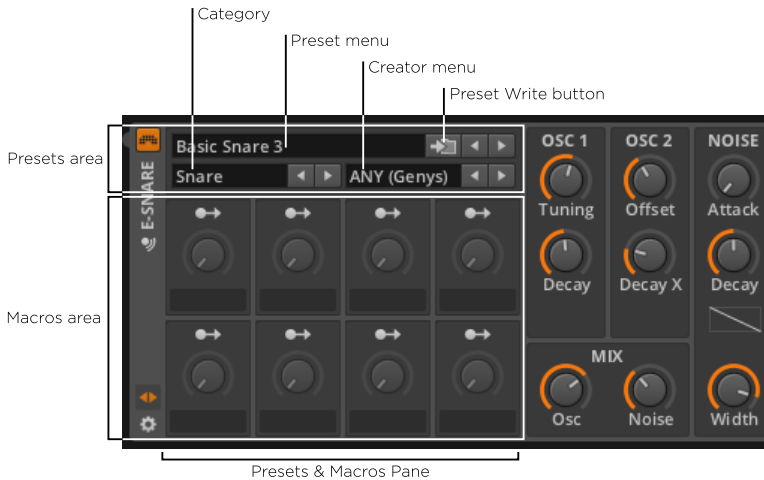 Category
Preset menu
Creator menu
Preset Write button
Presets area
Basic Snare 3
Snare
ANY (Genys)
E-SNARE
Macros area
OSC 1
OSC 2
NOISE
Tuning
Offset
Attack
Decay
Decay X
Decay
MIX
Osc
Noise
Width
Presets & Macros Pane